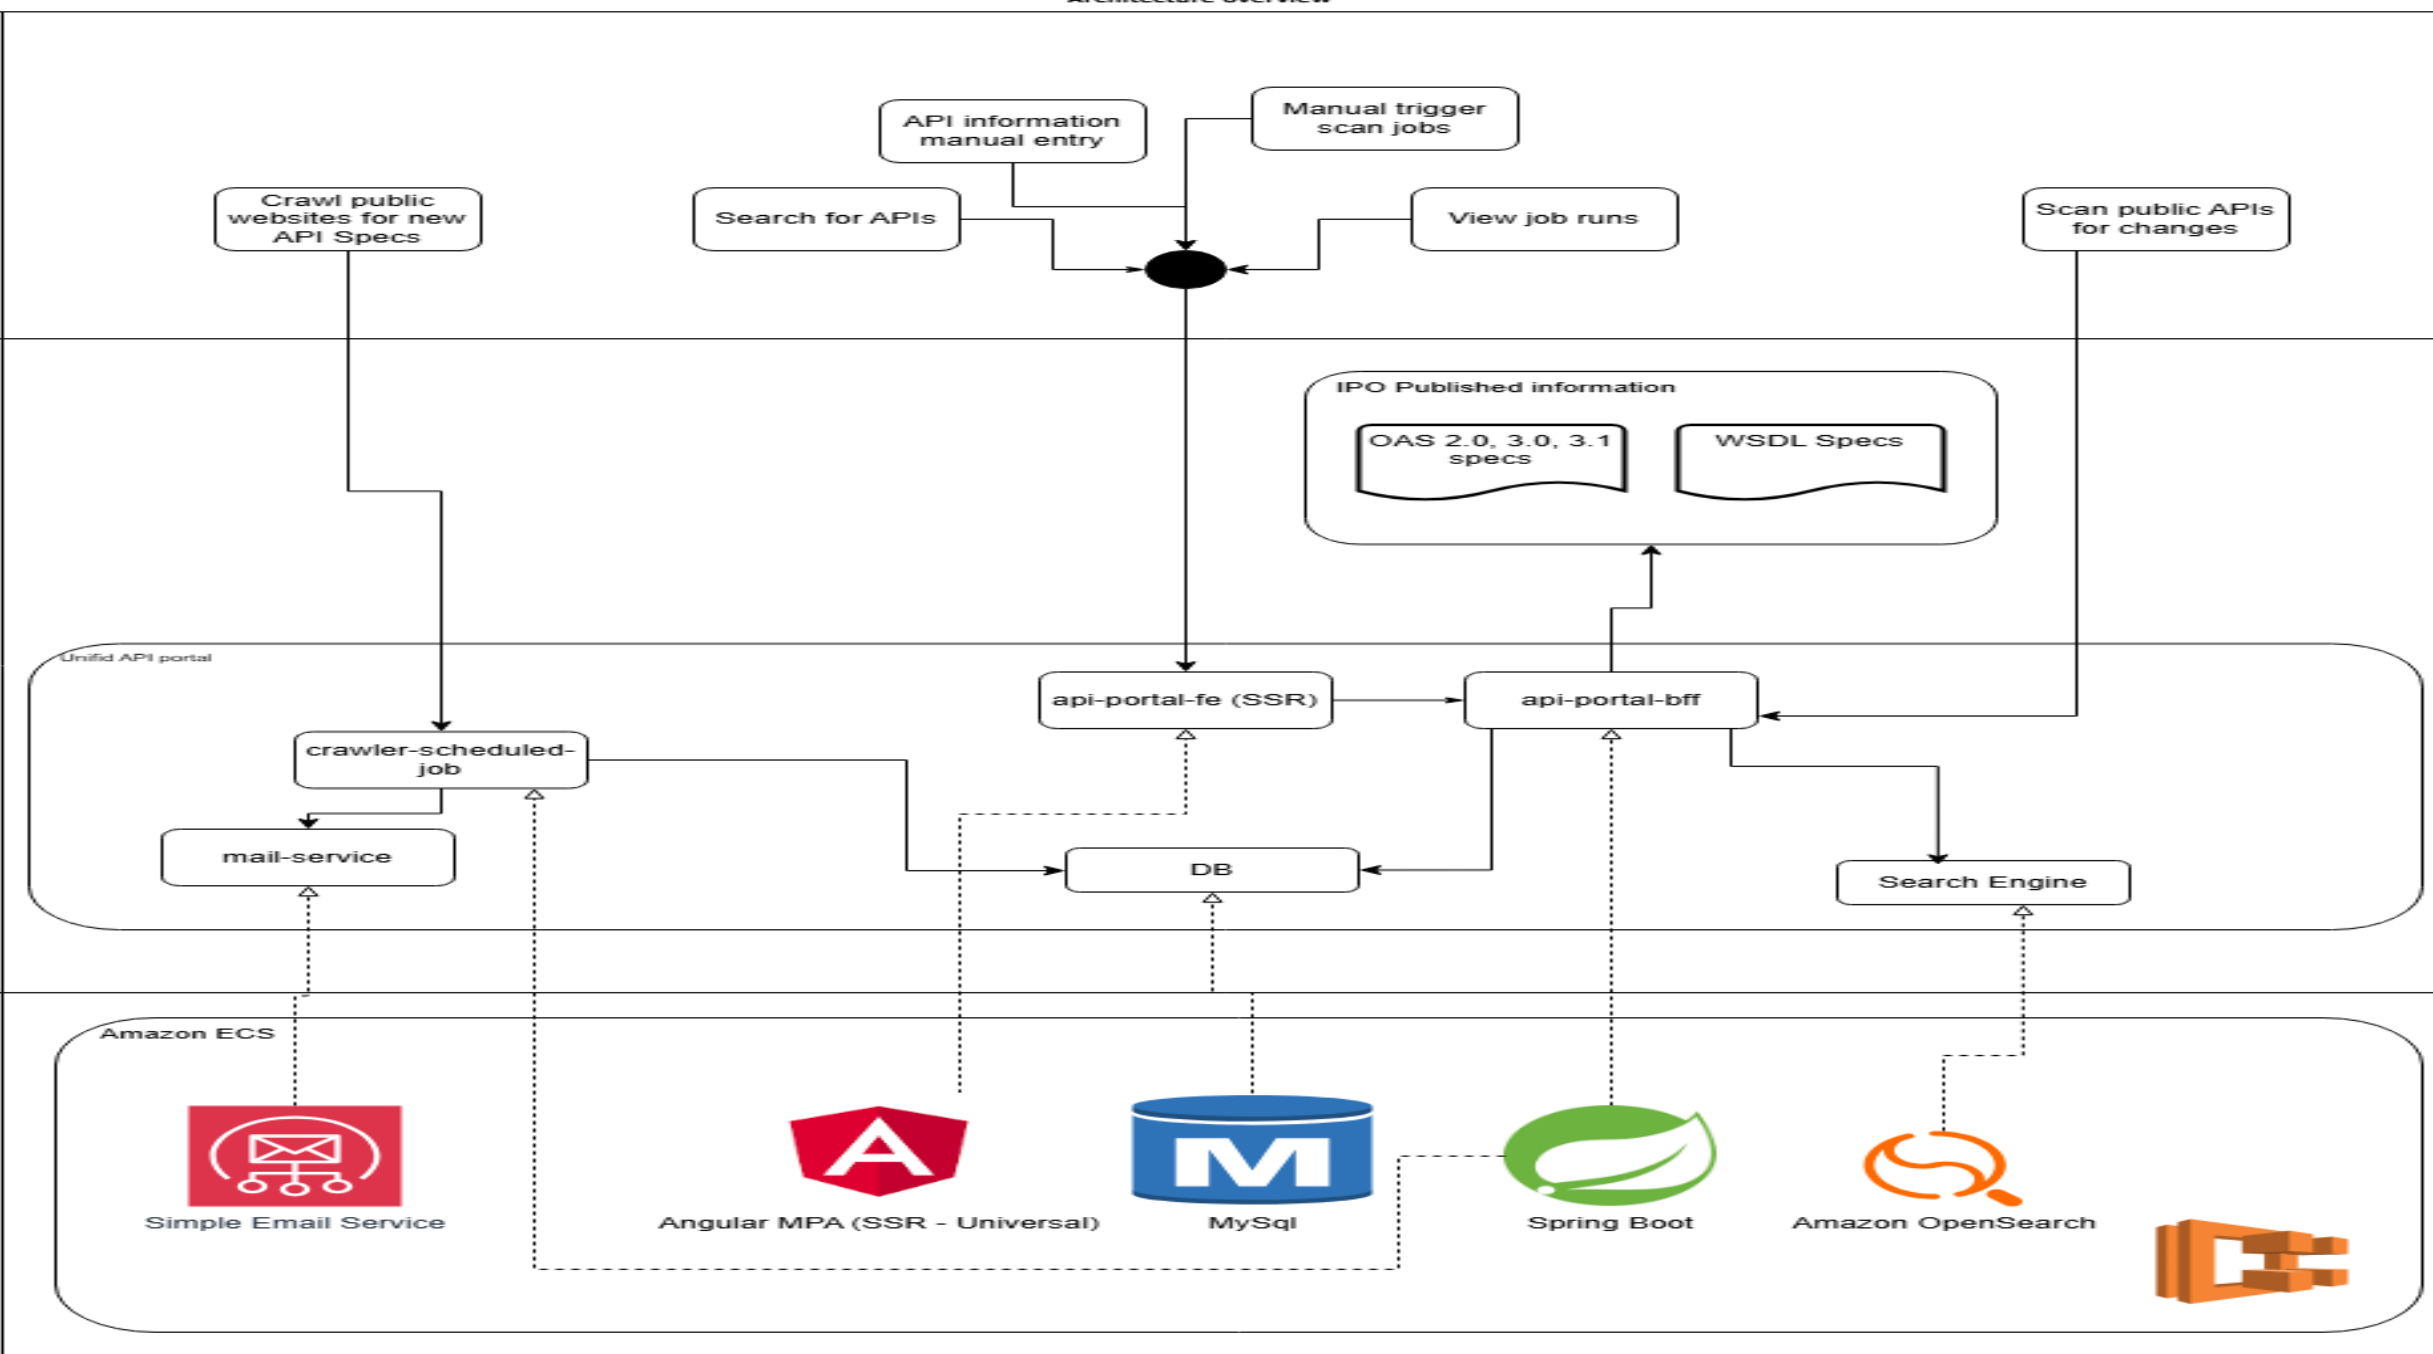 Architecture overview
API information
manual entry
Manual trigger
scan jobs
Crawl public
websites for new
API Specs
Search for APIs
View job runs
Scan public APIs
for changes
IPO Published information
OAS 2.0, 3.0, 3.1
specs
WSDL Specs
Unifid API portal
api-portal-fe (SSR)
api-portal-bff
crawler-scheduled-
job
mail-service
DB
Search Engine
Amazon ECS
Simple Email Service
Angular MPA (SSR - Universal)
M
MySql
Spring Boot
Amazon OpenSearch